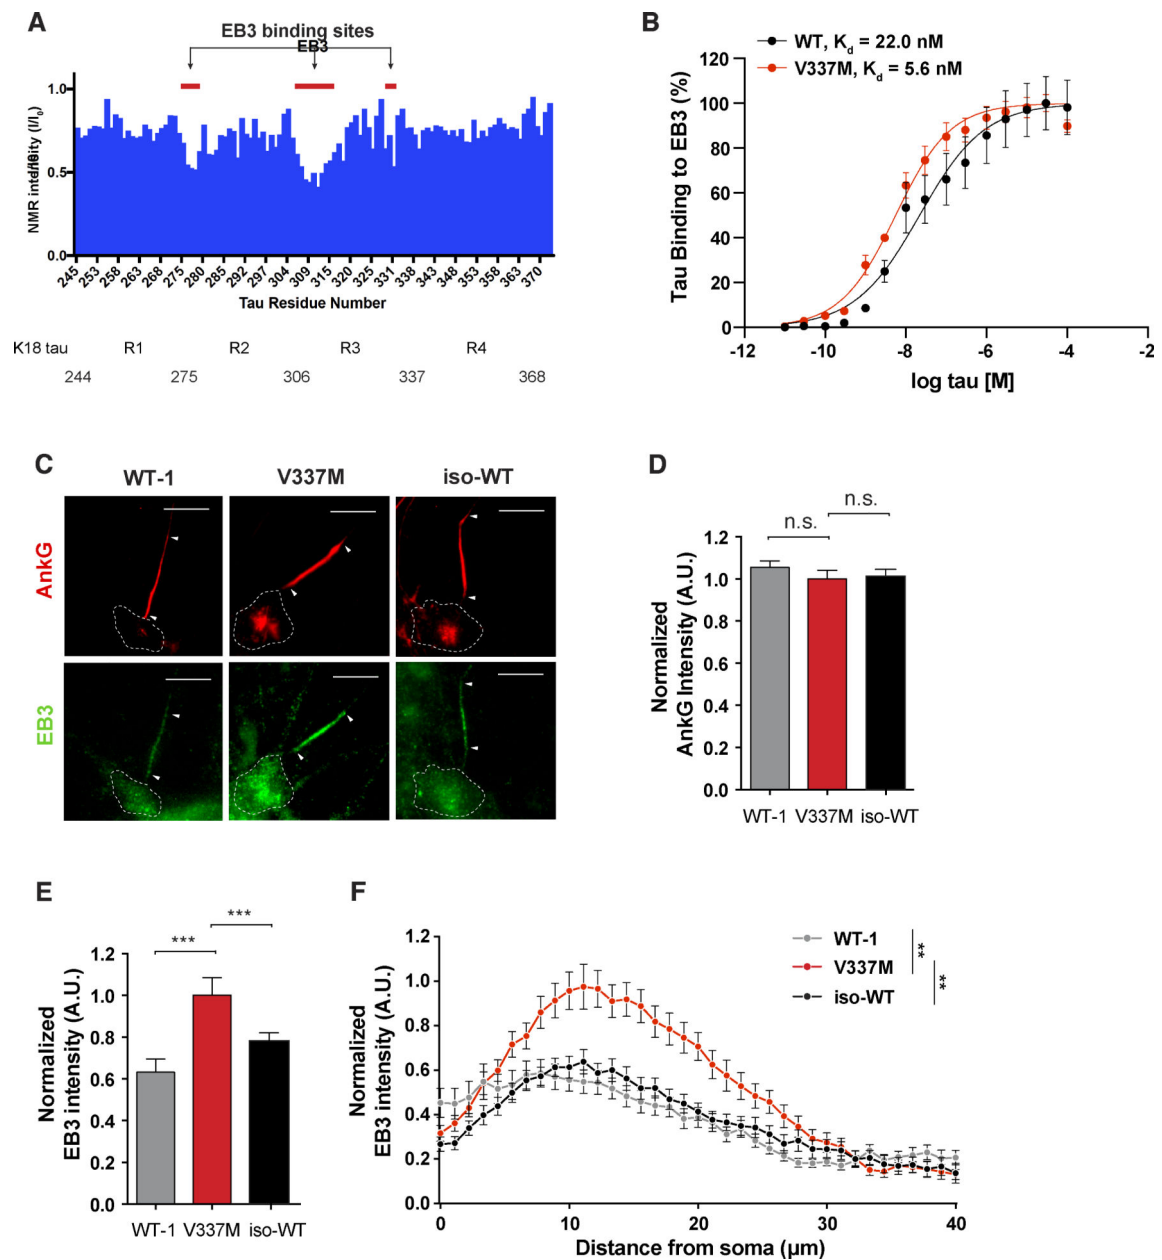 A
EB3 binding sites
EB3
1.0
0.5
0.0
NMR intensity (I/I0)
245 253 258 263 268 275 280 285 292 297 304 309 315 320 325 331 338 343 348 353 358 363 370
Tau Residue Number
K18 tau R1 R2 R3 R4
244 275 306 337 368
B
WT, Kd = 22.0 nM
V337M, Kd = 5.6 nM
Tau Binding to EB3 (%)
120
100
80
60
40
20
0
-12 -10 -8 -6 -4 -2
log tau [M]
C
WT-1 V337M iso-WT
AnkG
EB3
D
n.s.
n.s.
Normalized
AnkG Intensity (A.U.)
1.2
1.0
0.8
0.6
0.4
0.2
0.0
WT-1 V337M iso-WT
E
***
***
Normalized
EB3 intensity (A.U.)
1.2
1.0
0.8
0.6
0.4
0.2
0.0
WT-1 V337M iso-WT
F
WT-1
V337M
iso-WT
**
**
Normalized
EB3 intensity (A.U.)
1.2
1.0
0.8
0.6
0.4
0.2
0.0
0 10 20 30 40
Distance from soma (μm)